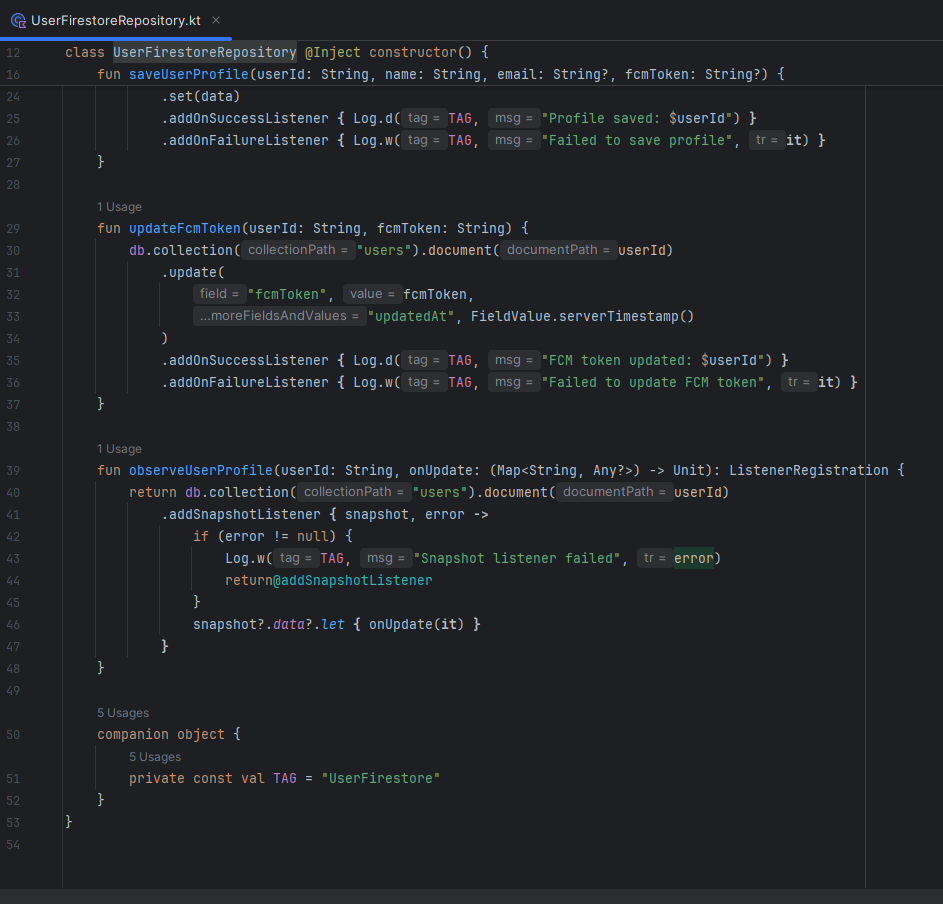 UserFirestoreRepository.kt ×
12 class UserFirestoreRepository @Inject constructor() {
16 fun saveUserProfile(userId: String, name: String, email: String?, fcmToken: String?) {
24 .set(data)
25 .addOnSuccessListener { Log.d( tag = TAG, msg = "Profile saved: $userId") }
26 .addOnFailureListener { Log.w( tag = TAG, msg = "Failed to save profile", tr = it) }
27 }
28
1 Usage
29 fun updateFcmToken(userId: String, fcmToken: String) {
30 db.collection( collectionPath = "users").document( documentPath = userId)
31 .update(
32 field = "fcmToken", value = fcmToken,
33 ...moreFieldsAndValues = "updatedAt", FieldValue.serverTimestamp()
34 )
35 .addOnSuccessListener { Log.d( tag = TAG, msg = "FCM token updated: $userId") }
36 .addOnFailureListener { Log.w( tag = TAG, msg = "Failed to update FCM token", tr = it) }
37 }
38
1 Usage
39 fun observeUserProfile(userId: String, onUpdate: (Map<String, Any?>) -> Unit): ListenerRegistration {
40 return db.collection( collectionPath = "users").document( documentPath = userId)
41 .addSnapshotListener { snapshot, error ->
42 if (error != null) {
43 Log.w( tag = TAG, msg = "Snapshot listener failed", tr = error)
44 return@addSnapshotListener
45 }
46 snapshot?.data?.let { onUpdate(it) }
47 }
48 }
49
5 Usages
50 companion object {
5 Usages
51 private const val TAG = "UserFirestore"
52 }
53 }
54